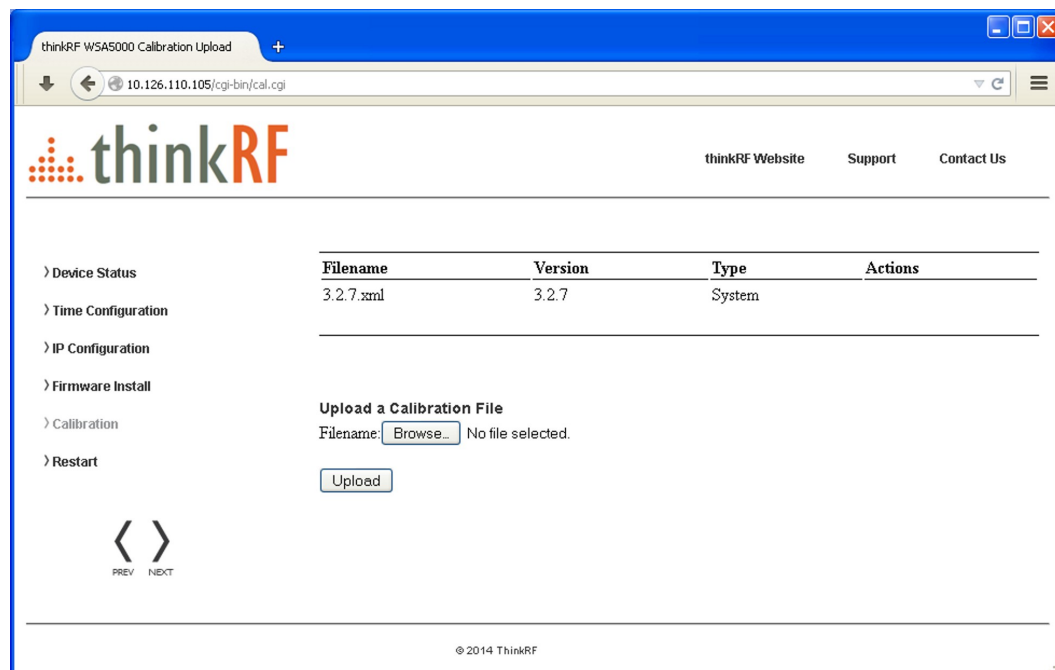 thinkRF WSA5000 Calibration Upload
10.126.110.105/cgi-bin/cal.cgi
thinkRF
thinkRF Website Support Contact Us
Device Status
Time Configuration
IP Configuration
Firmware Install
Calibration
Restart
PREV NEXT
Filename Version Type Actions
3.2.7.xml 3.2.7 System
Upload a Calibration File
Filename: Browse... No file selected.
Upload
© 2014 ThinkRF